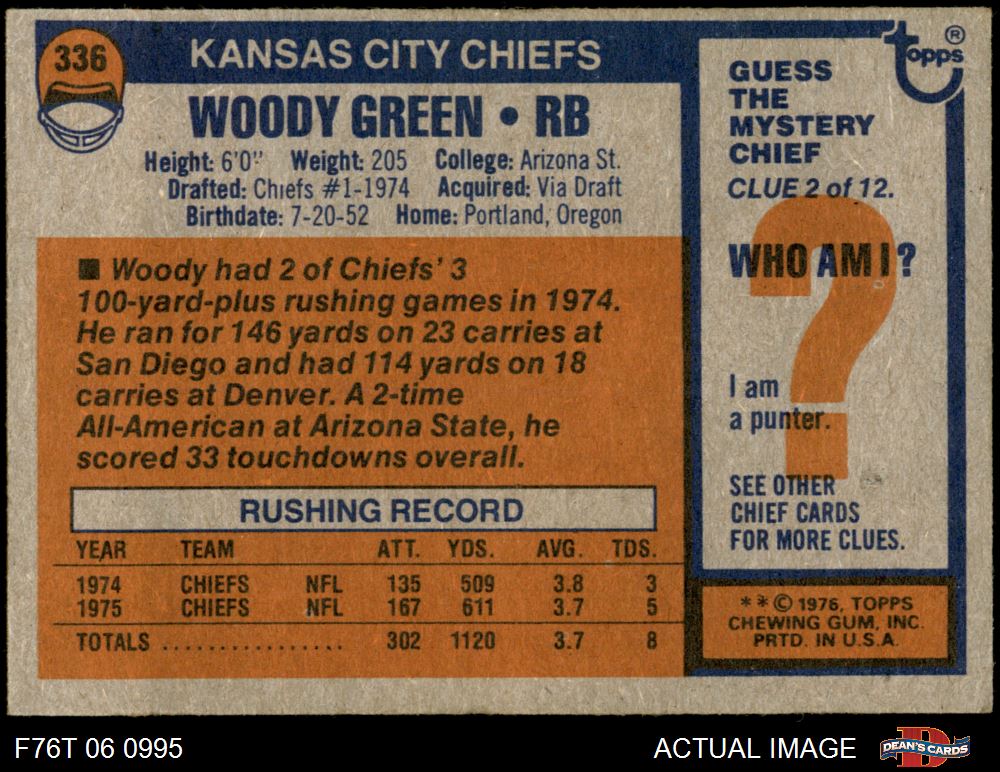 336
KANSAS CITY CHIEFS
WOODY GREEN • RB
Height: 6'0" Weight: 205 College: Arizona St.
Drafted: Chiefs #1-1974 Acquired: Via Draft
Birthdate: 7-20-52 Home: Portland, Oregon
■ Woody had 2 of Chiefs' 3
100-yard-plus rushing games in 1974.
He ran for 146 yards on 23 carries at
San Diego and had 114 yards on 18
carries at Denver. A 2-time
All-American at Arizona State, he
scored 33 touchdowns overall.
RUSHING RECORD
YEAR TEAM ATT. YDS. AVG. TDS.
1974 CHIEFS NFL 135 509 3.8 3
1975 CHIEFS NFL 167 611 3.7 5
TOTALS ................ 302 1120 3.7 8
Topps ®
GUESS
THE
MYSTERY
CHIEF
CLUE 2 of 12.
?
WHO AM I?
I am
a punter.
SEE OTHER
CHIEF CARDS
FOR MORE CLUES.
* * © 1976, TOPPS
CHEWING GUM, INC.
PRTD. IN U.S.A.
F76T 06 0995
ACTUAL IMAGE
DEAN'S CARDS